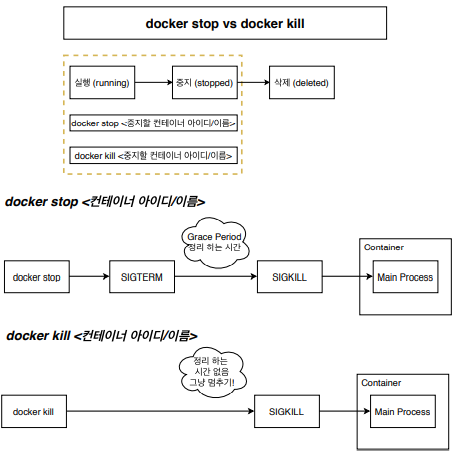 docker stop vs docker kill
실행 (running)
중지 (stopped)
삭제 (deleted)
docker stop <중지할 컨테이너 아이디/이름>
docker kill <중지할 컨테이너 아이디/이름>
docker stop <컨테이너 아이디/이름>
Grace Period
정리 하는 시간
docker stop
SIGTERM
SIGKILL
Container
Main Process
docker kill <컨테이너 아이디/이름>
정리 하는
시간 없음
그냥 멈추기!
docker kill
SIGKILL
Container
Main Process